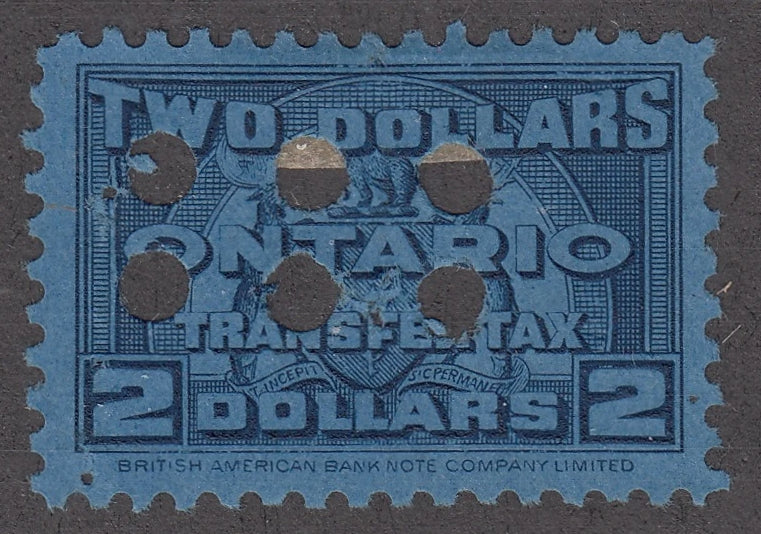 TWO DOLLARS
ONTARIO
TRANSFER TAX
UT·INCEPIT SIC PERMANET
2 DOLLARS 2
BRITISH AMERICAN BANK NOTE COMPANY LIMITED